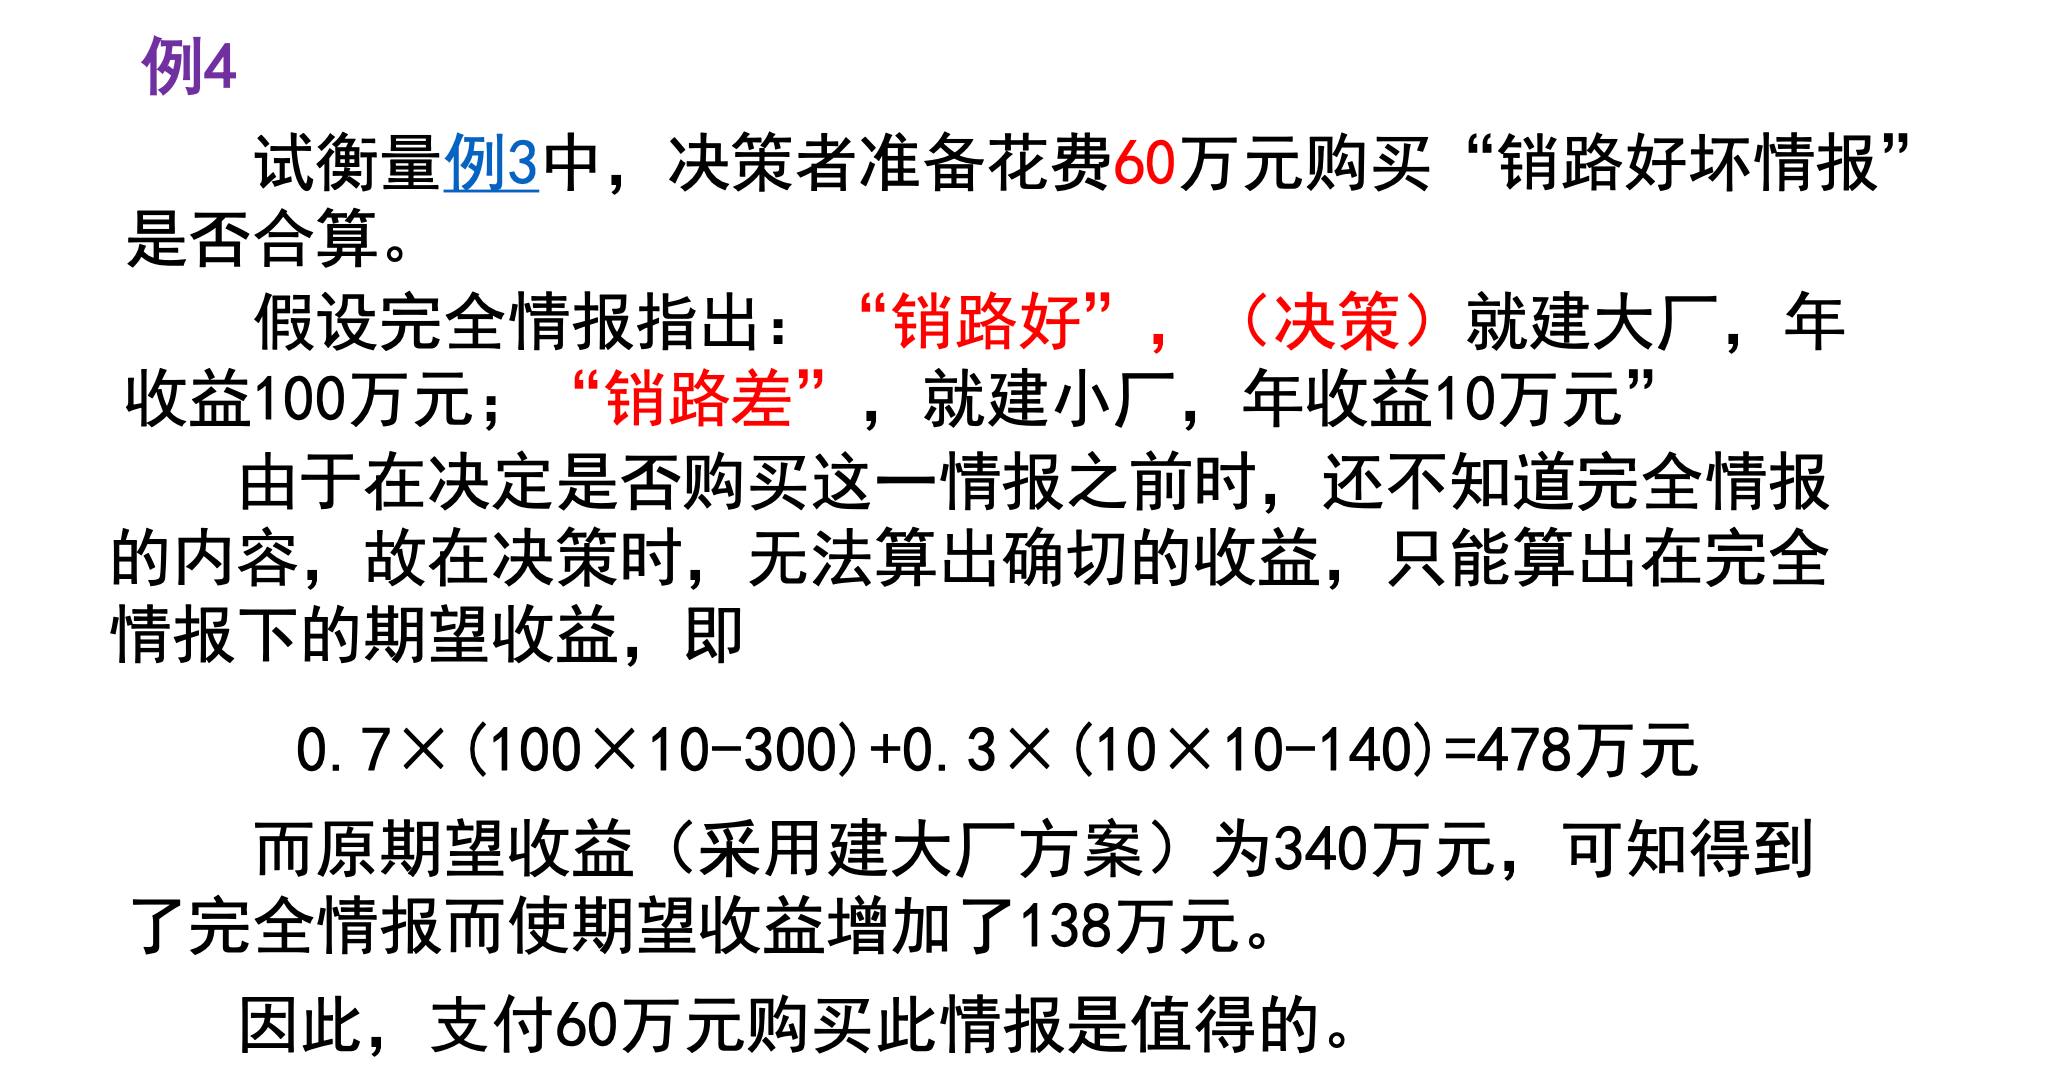 例4
试衡量例3中，决策者准备花费60万元购买“销路好坏情报”
是否合算。
假设完全情报指出：“销路好”，（决策）就建大厂，年
收益100万元；“销路差”，就建小厂，年收益10万元”
由于在决定是否购买这一情报之前时，还不知道完全情报
的内容，故在决策时，无法算出确切的收益，只能算出在完全
情报下的期望收益，即
0.7×(100×10-300)+0.3×(10×10-140)=478万元
而原期望收益（采用建大厂方案）为340万元，可知得到
了完全情报而使期望收益增加了138万元。
因此，支付60万元购买此情报是值得的。